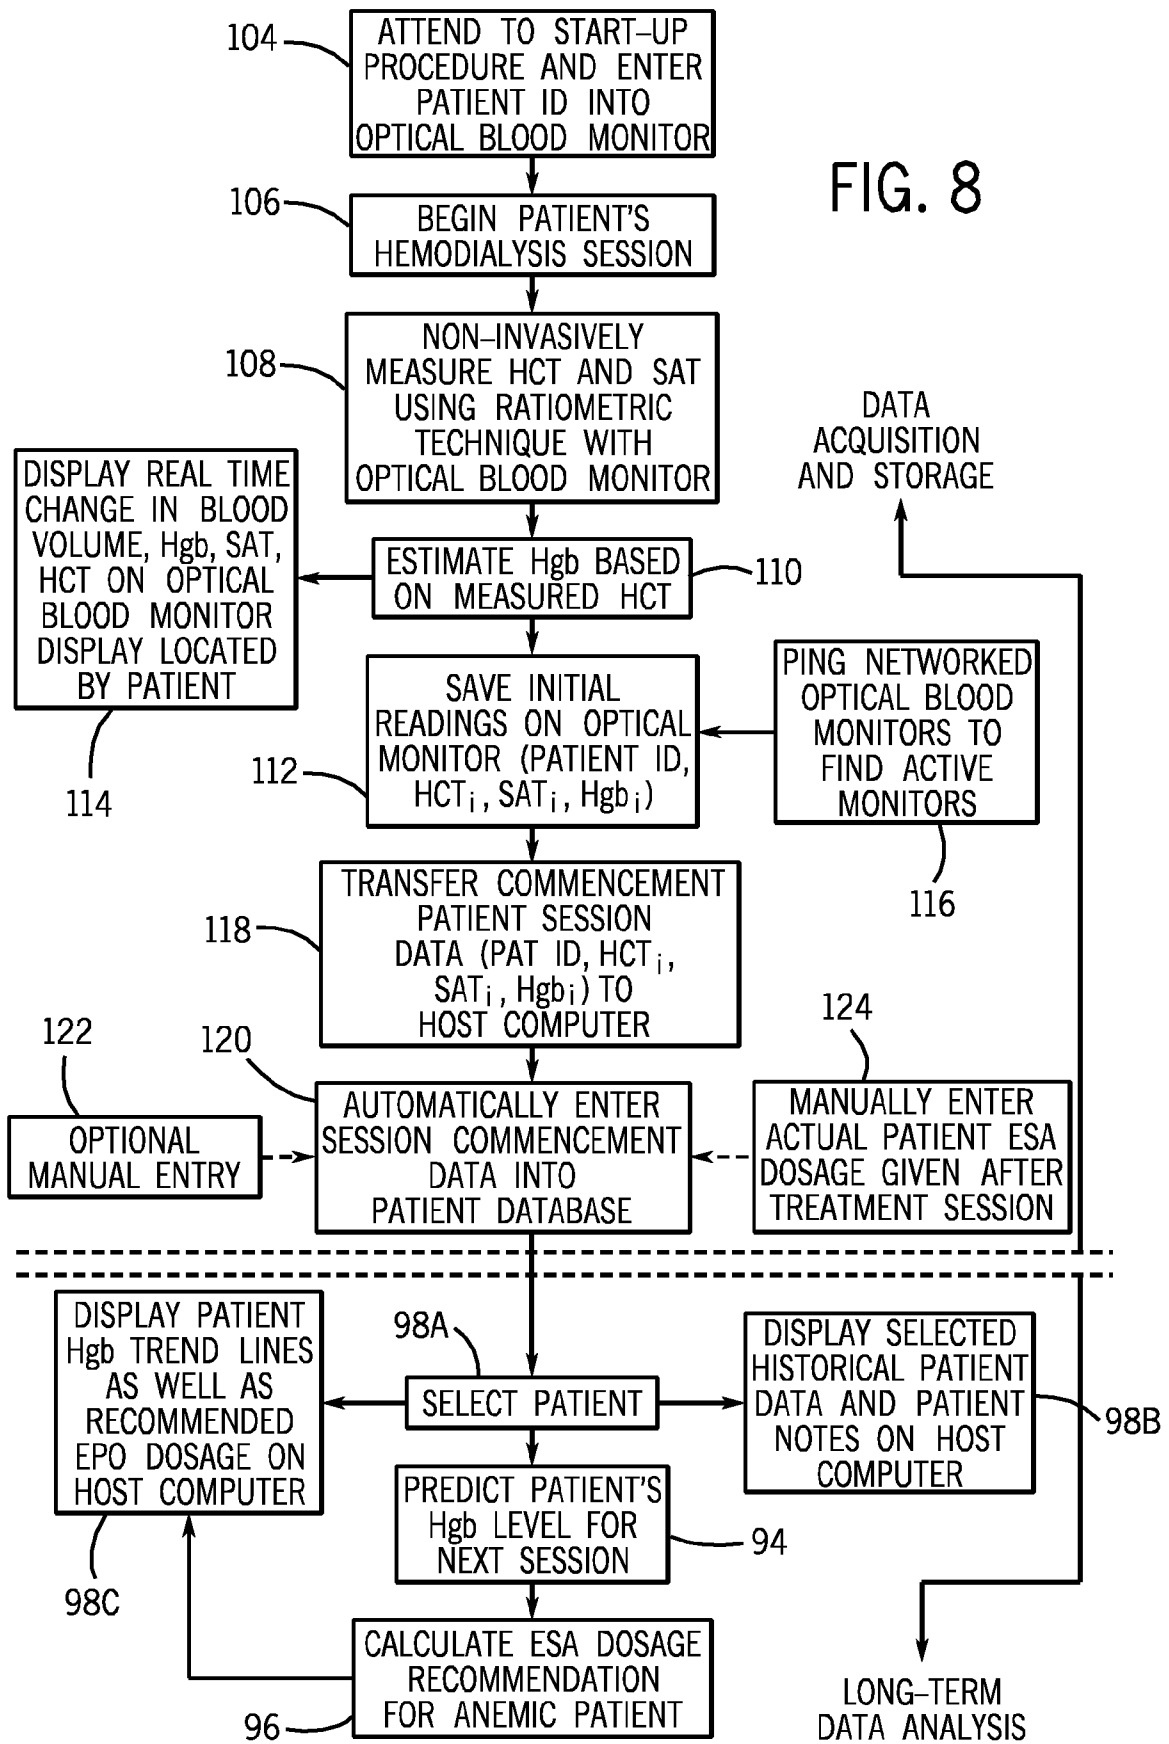 104
ATTEND TO START-UP
PROCEDURE AND ENTER
PATIENT ID INTO
OPTICAL BLOOD MONITOR
FIG. 8
106
BEGIN PATIENT'S
HEMODIALYSIS SESSION
108
NON-INVASIVELY
MEASURE HCT AND SAT
USING RATIOMETRIC
TECHNIQUE WITH
OPTICAL BLOOD MONITOR
DATA
ACQUISITION
AND STORAGE
DISPLAY REAL TIME
CHANGE IN BLOOD
VOLUME, Hgb, SAT,
HCT ON OPTICAL
BLOOD MONITOR
DISPLAY LOCATED
BY PATIENT
114
ESTIMATE Hgb BASED
ON MEASURED HCT
110
SAVE INITIAL
READINGS ON OPTICAL
MONITOR (PATIENT ID,
HCTi, SATi, Hgbi)
112
PING NETWORKED
OPTICAL BLOOD
MONITORS TO
FIND ACTIVE
MONITORS
116
118
TRANSFER COMMENCEMENT
PATIENT SESSION
DATA (PAT ID, HCTi,
SATi, Hgbi) TO
HOST COMPUTER
122
OPTIONAL
MANUAL ENTRY
120
AUTOMATICALLY ENTER
SESSION COMMENCEMENT
DATA INTO
PATIENT DATABASE
124
MANUALLY ENTER
ACTUAL PATIENT ESA
DOSAGE GIVEN AFTER
TREATMENT SESSION
DISPLAY PATIENT
Hgb TREND LINES
AS WELL AS
RECOMMENDED
EPO DOSAGE ON
HOST COMPUTER
98C
98A
SELECT PATIENT
DISPLAY SELECTED
HISTORICAL PATIENT
DATA AND PATIENT
NOTES ON HOST
COMPUTER
98B
PREDICT PATIENT'S
Hgb LEVEL FOR
NEXT SESSION
94
CALCULATE ESA DOSAGE
RECOMMENDATION
FOR ANEMIC PATIENT
96
LONG-TERM
DATA ANALYSIS